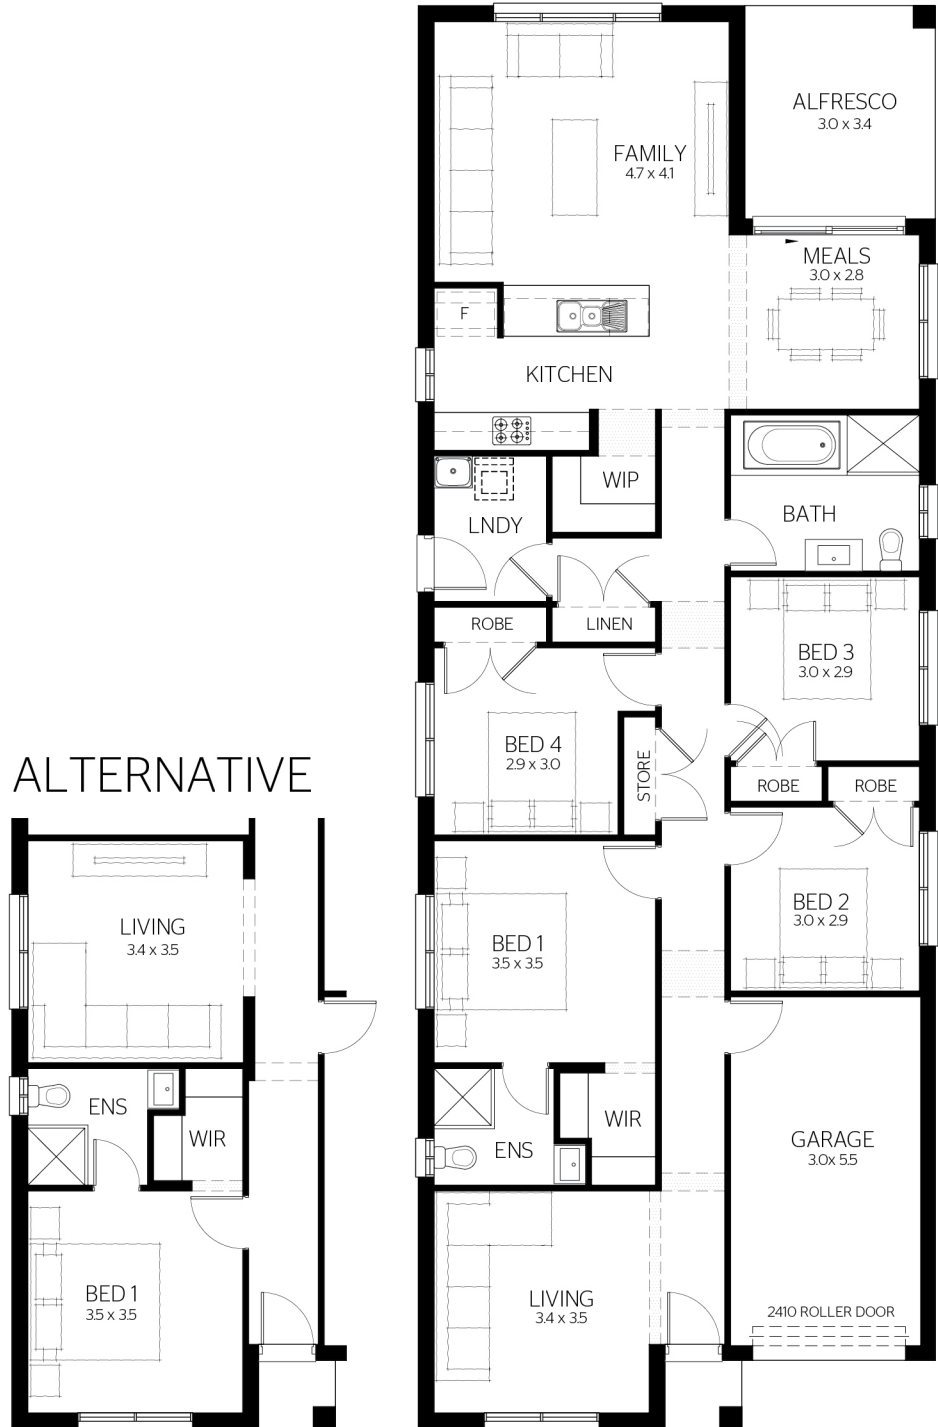 ALFRESCO
3.0 x 3.4
FAMILY
4.7 x 4.1
MEALS
3.0 x 2.8
F
KITCHEN
WIP
LNDY
BATH
ROBE
LINEN
BED 3
3.0 x 2.9
BED 4
2.9 x 3.0
STORE
ROBE
ROBE
BED 2
3.0 x 2.9
BED 1
3.5 x 3.5
WIR
ENS
GARAGE
3.0x 5.5
2410 ROLLER DOOR
LIVING
3.4 x 3.5
ALTERNATIVE
LIVING
3.4 x 3.5
ENS
WIR
BED 1
3.5 x 3.5